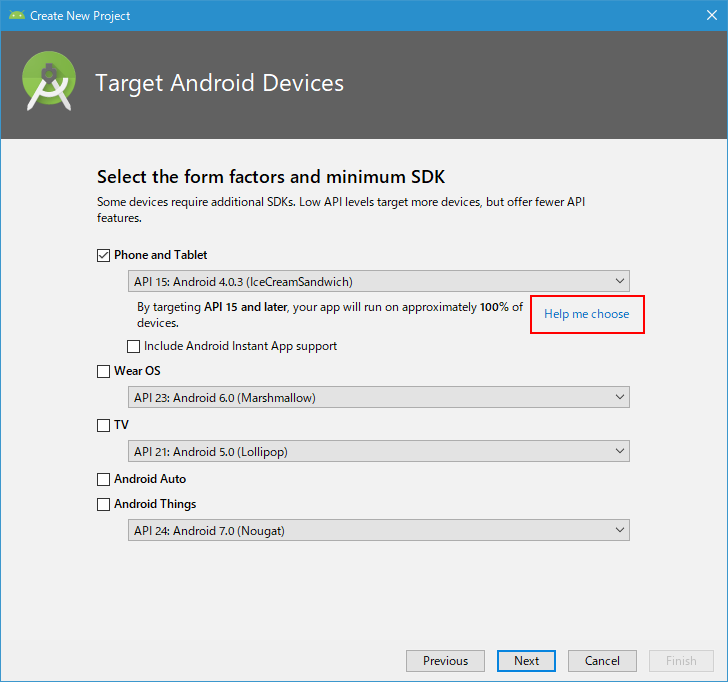 Create New Project
Target Android Devices
Select the form factors and minimum SDK
Some devices require additional SDKs. Low API levels target more devices, but offer fewer API
features.
Phone and Tablet
API 15: Android 4.0.3 (IceCreamSandwich)
By targeting API 15 and later, your app will run on approximately 100% of
devices.
Help me choose
Include Android Instant App support
Wear OS
API 23: Android 6.0 (Marshmallow)
TV
API 21: Android 5.0 (Lollipop)
Android Auto
Android Things
API 24: Android 7.0 (Nougat)
Previous
Next
Cancel
Finish